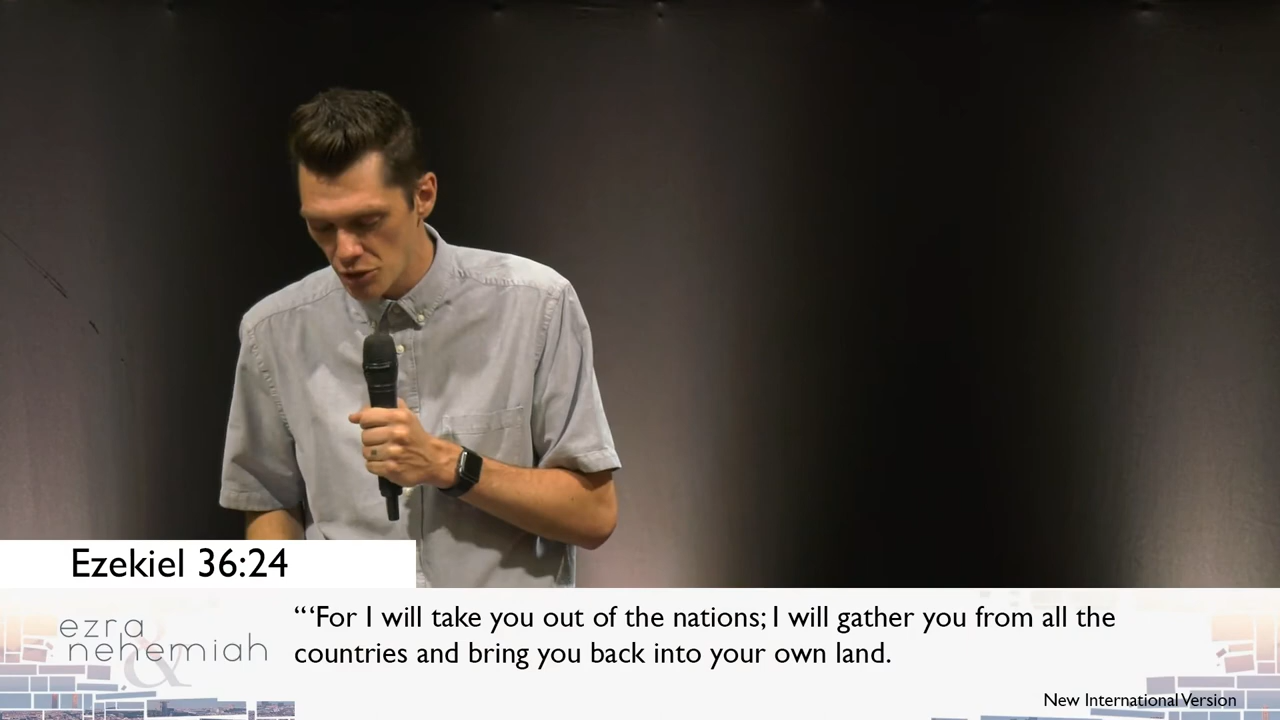 Ezekiel 36:24
ezra
&
nehemiah
“‘For I will take you out of the nations; I will gather you from all the
countries and bring you back into your own land.
New International Version